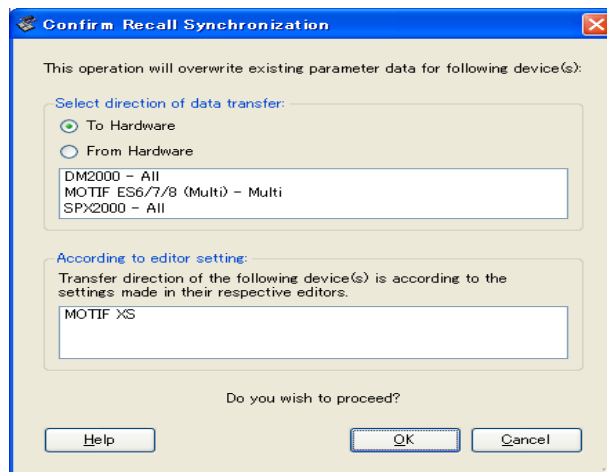 Confirm Recall Synchronization
This operation will overwrite existing parameter data for following device(s):
Select direction of data transfer:
To Hardware
From Hardware
DM2000 - All
MOTIF ES6/7/8 (Multi) - Multi
SPX2000 - All
According to editor setting:
Transfer direction of the following device(s) is according to the
settings made in their respective editors.
MOTIF XS
Do you wish to proceed?
Help OK Cancel